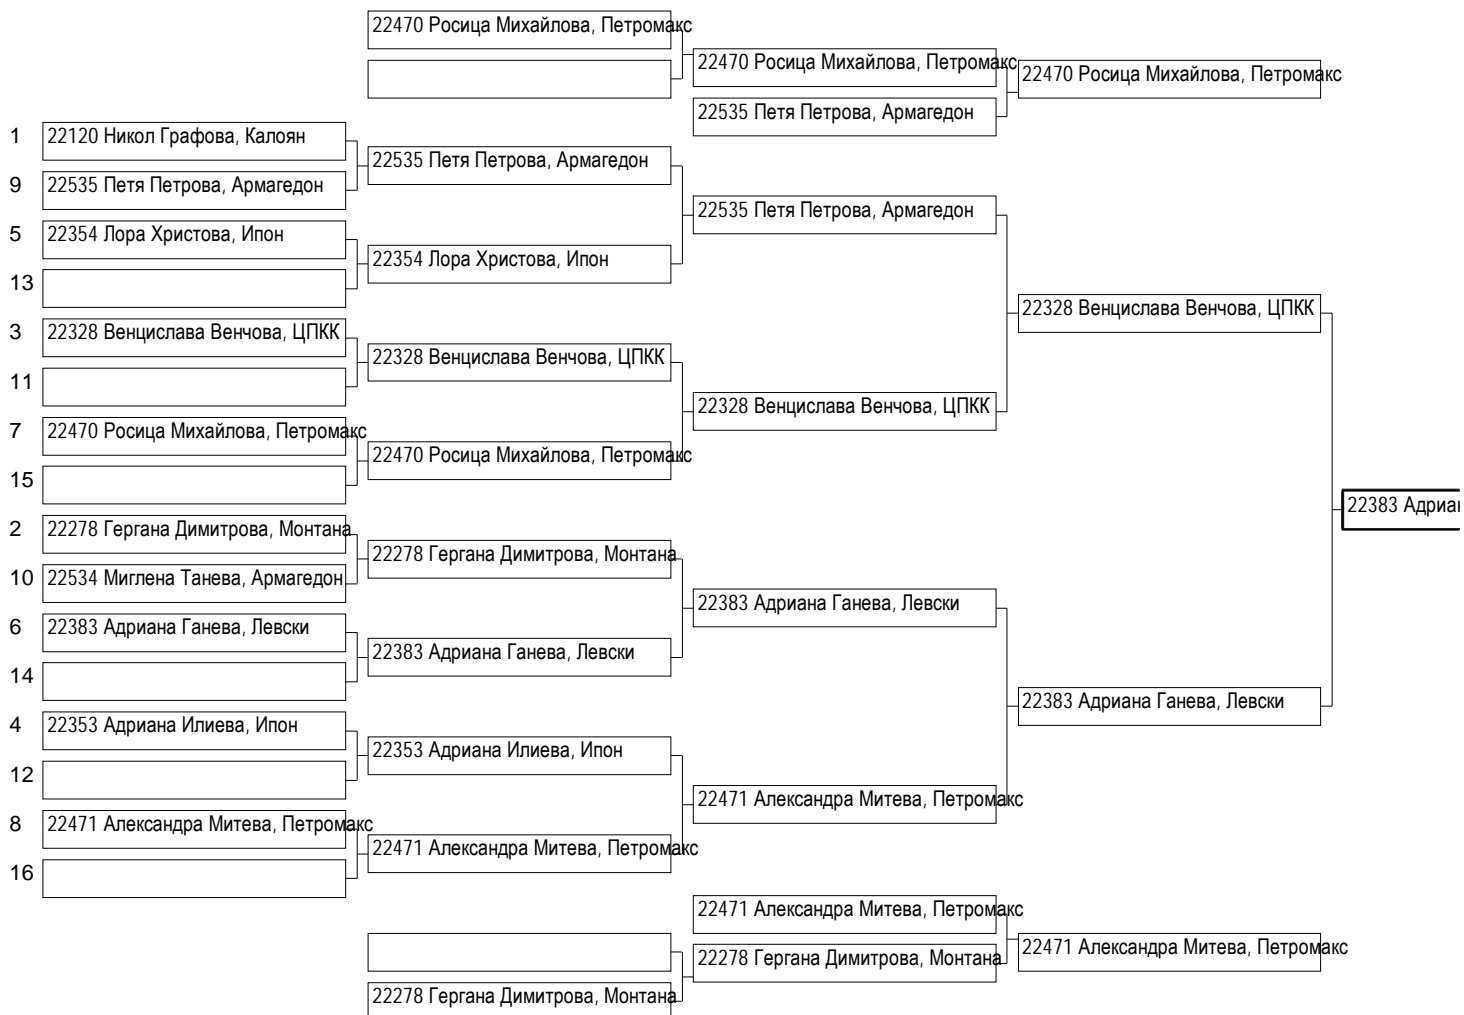 22470 Росица Михайлова, Петромакс
22470 Росица Михайлова, Петромакс
22470 Росица Михайлова, Петромакс
22535 Петя Петрова, Армагедон
1 22120 Никол Графова, Калоян
22535 Петя Петрова, Армагедон
9 22535 Петя Петрова, Армагедон
22535 Петя Петрова, Армагедон
5 22354 Лора Христова, Ипон
22354 Лора Христова, Ипон
13
22328 Венцислава Венчова, ЦПКК
3 22328 Венцислава Венчова, ЦПКК
22328 Венцислава Венчова, ЦПКК
11
22328 Венцислава Венчова, ЦПКК
7 22470 Росица Михайлова, Петромакс
22470 Росица Михайлова, Петромакс
15
22383 Адриан
2 22278 Гергана Димитрова, Монтана
22278 Гергана Димитрова, Монтана
10 22534 Миглена Танева, Армагедон
22383 Адриана Ганева, Левски
6 22383 Адриана Ганева, Левски
22383 Адриана Ганева, Левски
14
22383 Адриана Ганева, Левски
4 22353 Адриана Илиева, Ипон
22353 Адриана Илиева, Ипон
12
22471 Александра Митева, Петромакс
8 22471 Александра Митева, Петромакс
22471 Александра Митева, Петромакс
16
22471 Александра Митева, Петромакс
22278 Гергана Димитрова, Монтана
22471 Александра Митева, Петромакс
22278 Гергана Димитрова, Монтана